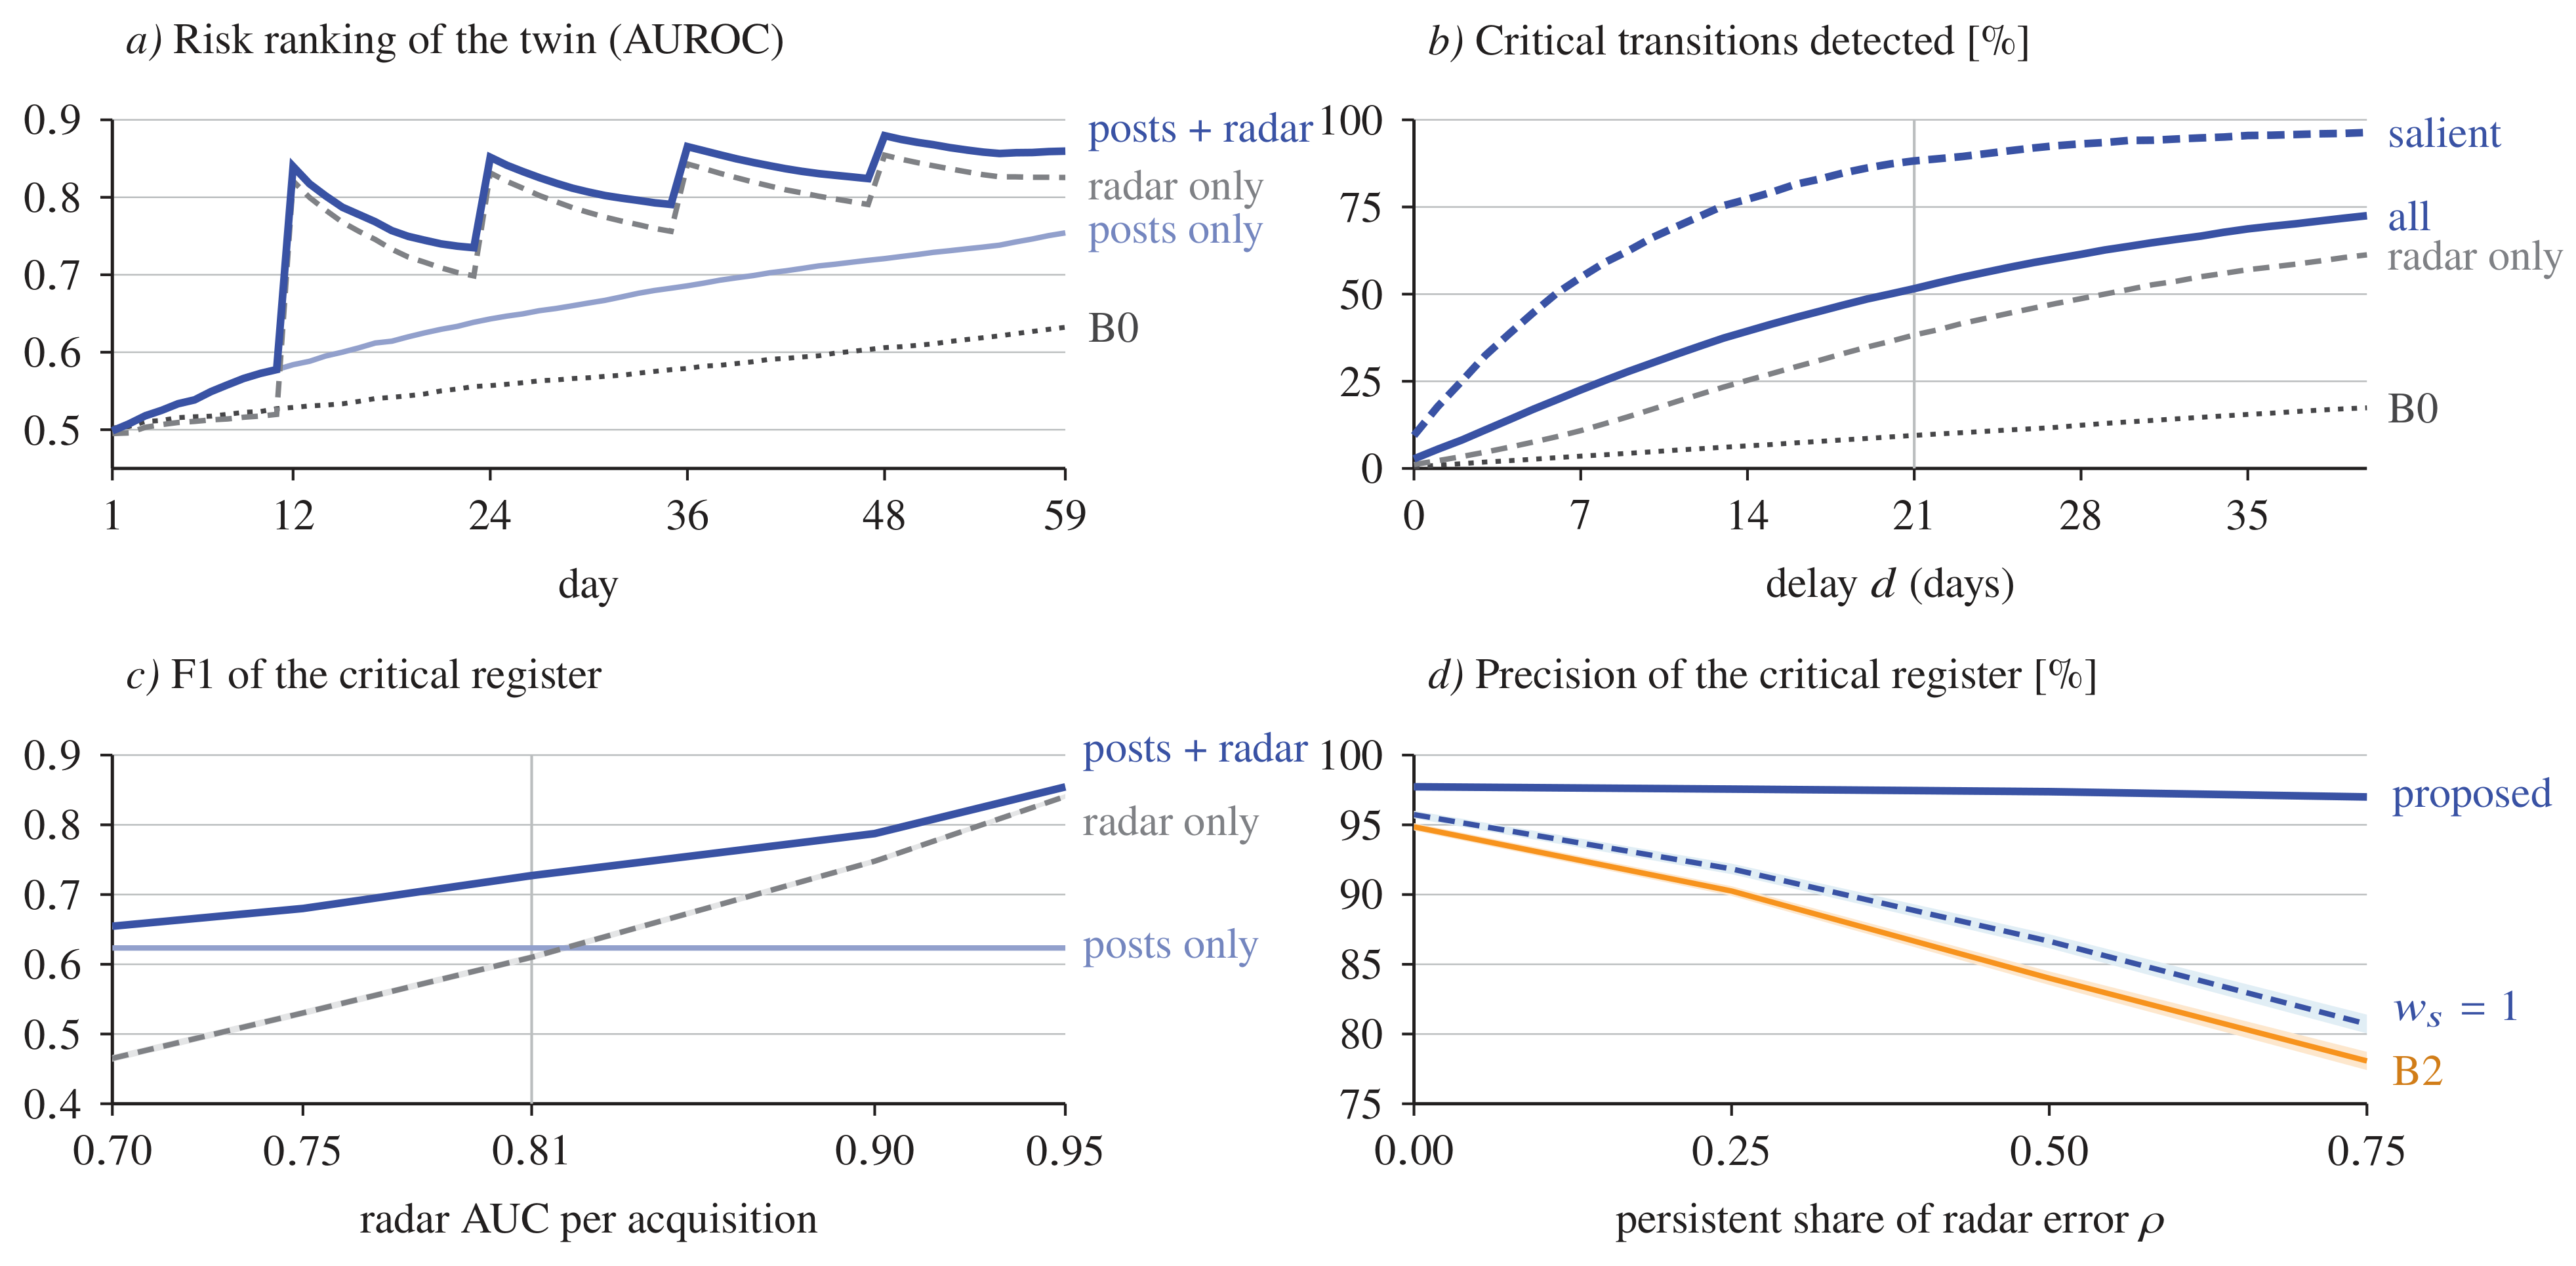 a) Risk ranking of the twin (AUROC)
0.9
0.8
0.7
0.6
0.5
posts + radar
radar only
posts only
B0
1 12 24 36 48 59
day
b) Critical transitions detected [%]
100
75
50
25
0
salient
all
radar only
B0
0 7 14 21 28 35
delay d (days)
c) F1 of the critical register
0.9
0.8
0.7
0.6
0.5
0.4
posts + radar
radar only
posts only
0.70 0.75 0.81 0.90 0.95
radar AUC per acquisition
d) Precision of the critical register [%]
100
95
90
85
80
75
proposed
wₛ = 1
B2
0.00 0.25 0.50 0.75
persistent share of radar error ρ